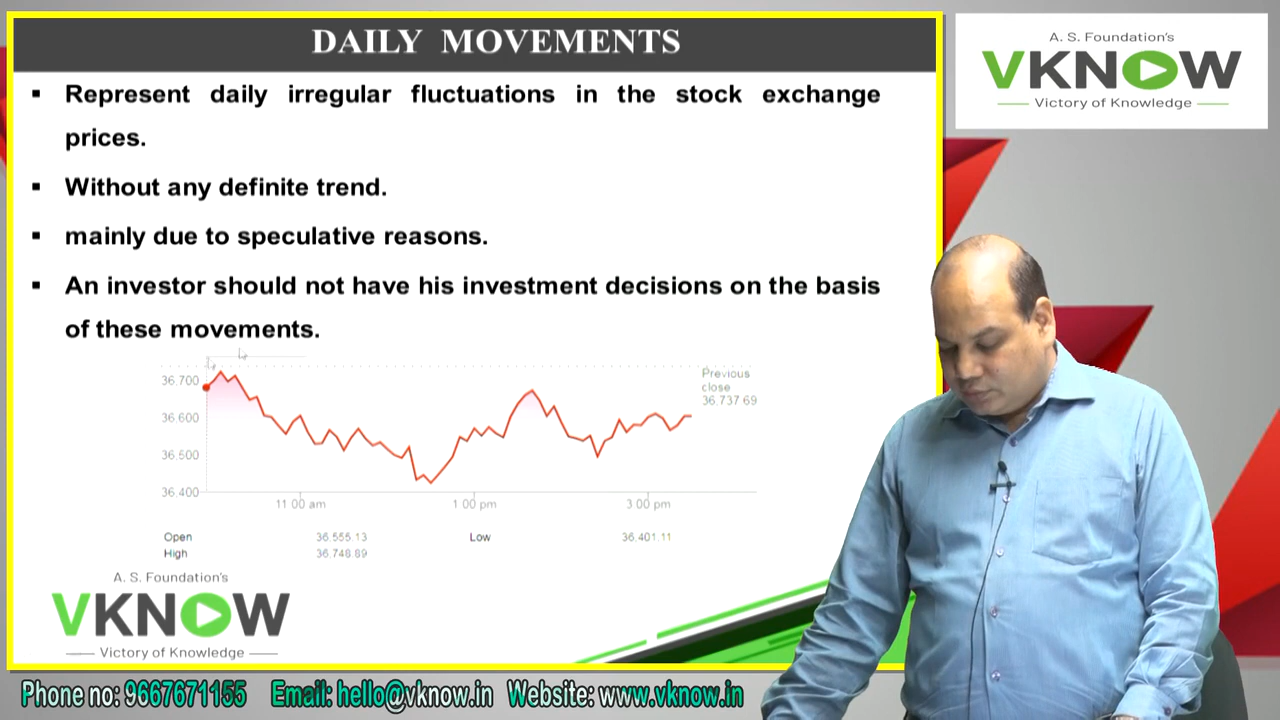 DAILY MOVEMENTS
▪ Represent daily irregular fluctuations in the stock exchange
prices.
▪ Without any definite trend.
▪ mainly due to speculative reasons.
▪ An investor should not have his investment decisions on the basis
of these movements.
36.700
36.600
36.500
36.400
11 00 am
1 00 pm
3 00 pm
Previous
close
36.737 69
Open 36.555.13 Low 36.401.11
High 36.748.89
A. S. Foundation's
VKNOW
Victory of Knowledge
A. S. Foundation's
VKNOW
Victory of Knowledge
Phone no: 9667671155 Email: hello@vknow.in Website: www.vknow.in